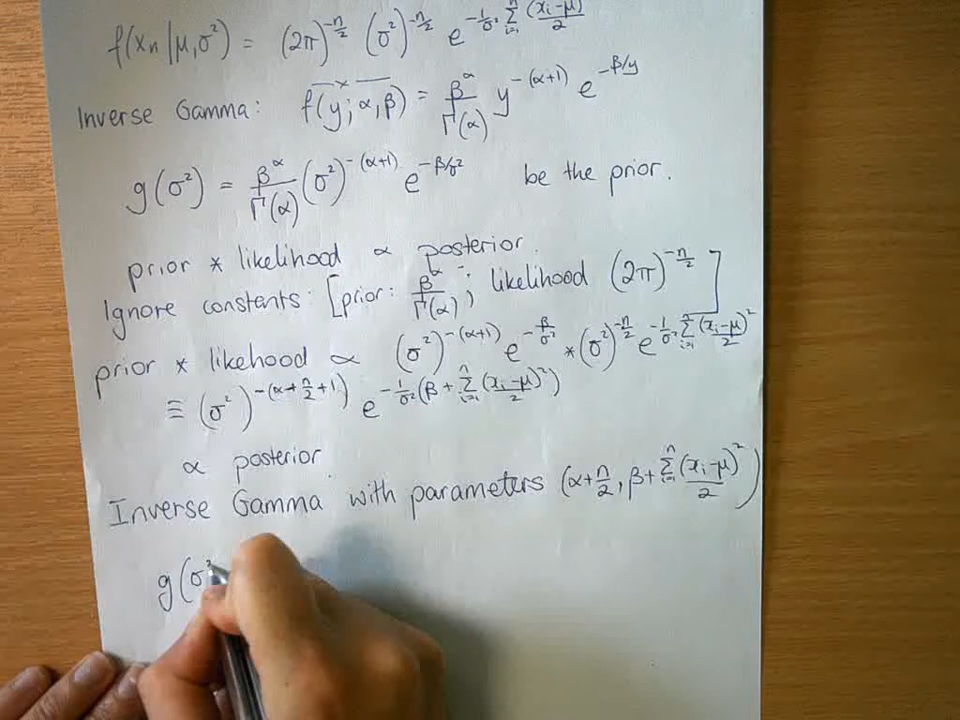 f(xₙ|μ,σ²) = (2π)^(-n/2) (σ²)^(-n/2) e^(-1/σ² Σ_{i=1}^n (xᵢ-μ)/2)
Inverse Gamma: f(y; α, β) = β^α/Γ(α) y^(-(α+1)) e^(-β/y)
g(σ²) = β^α/Γ(α) (σ²)^(-(α+1)) e^(-β/σ²) be the prior.
prior * likelihood ∝ posterior.
Ignore constants: [prior: β^α/Γ(α); likelihood (2π)^(-n/2)]
prior * likehood ∝ (σ²)^(-(α+1)) e^(-β/σ²) * (σ²)^(-n/2) e^(-1/σ² Σ_{i=1}^n (xᵢ-μ)²/2)
≡ (σ²)^(-(α+n/2+1)) e^(-1/σ² (β + Σ_{i=1}^n (xᵢ-μ)²/2))
∝ posterior.
Inverse Gamma with parameters (α+n/2, β+Σ_{i=1}^n (xᵢ-μ)²/2)
g(σ²